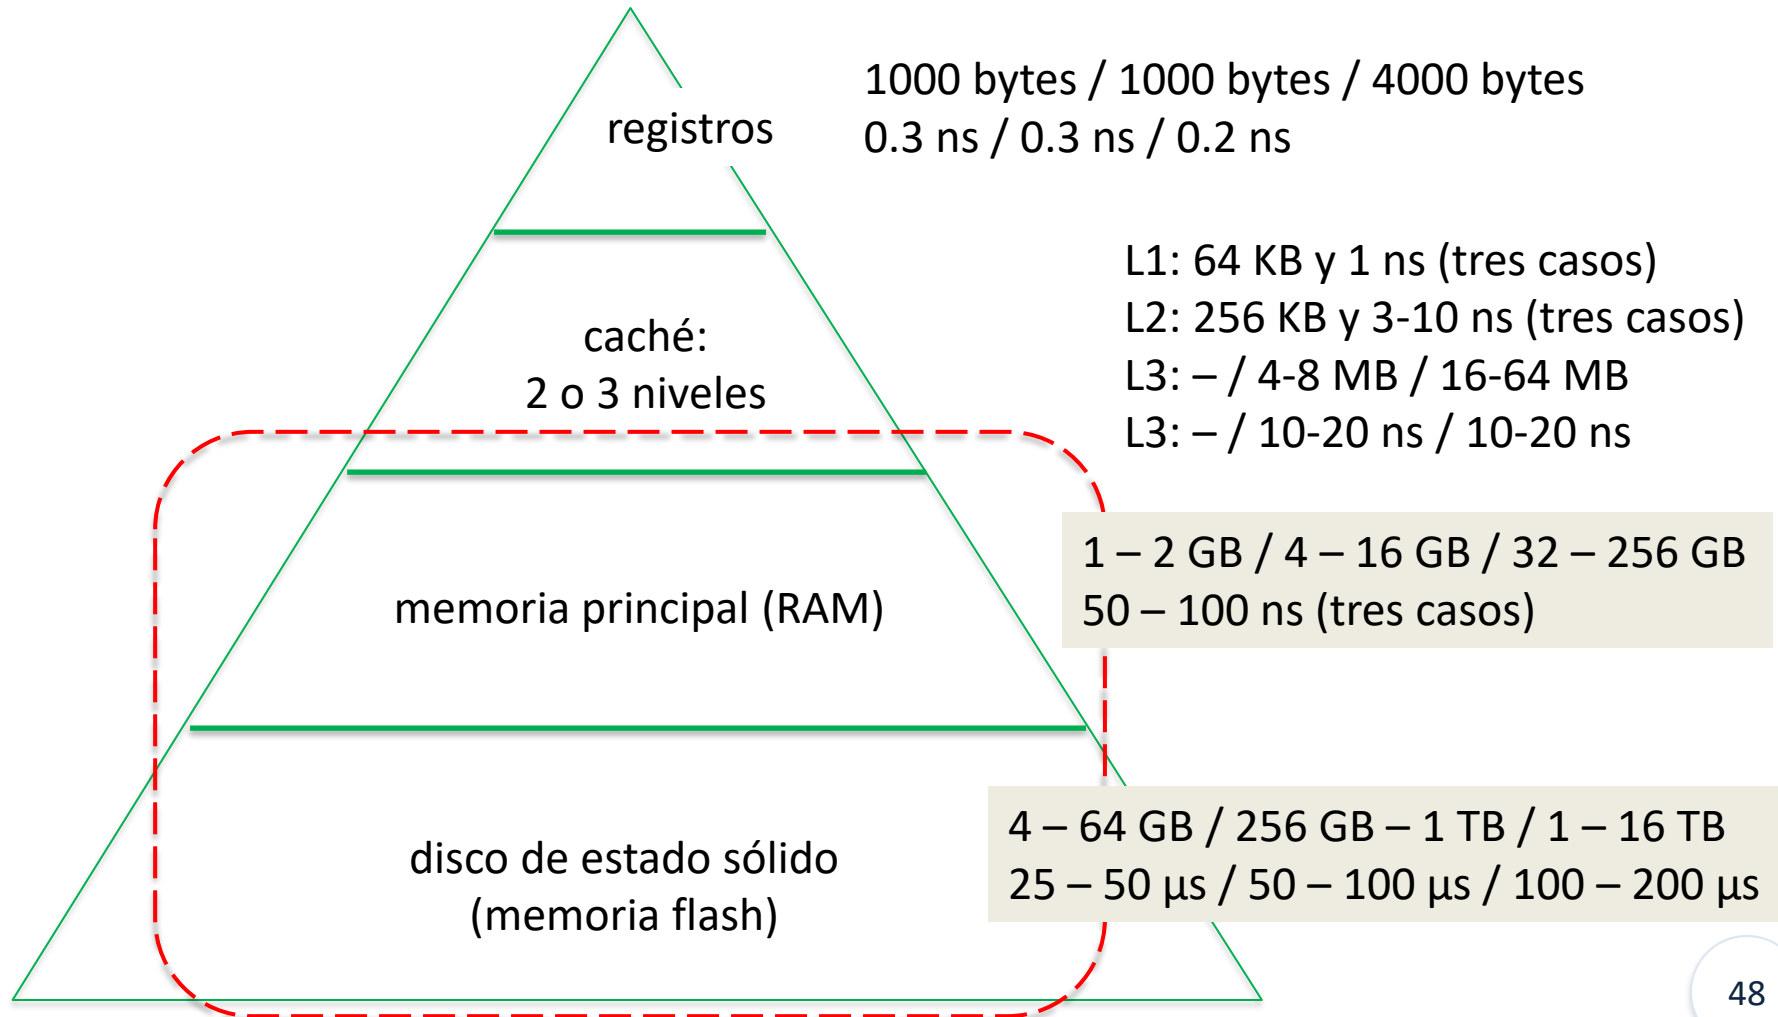 registros
1000 bytes / 1000 bytes / 4000 bytes
0.3 ns / 0.3 ns / 0.2 ns
caché:
2 o 3 niveles
L1: 64 KB y 1 ns (tres casos)
L2: 256 KB y 3-10 ns (tres casos)
L3: – / 4-8 MB / 16-64 MB
L3: – / 10-20 ns / 10-20 ns
memoria principal (RAM)
1 – 2 GB / 4 – 16 GB / 32 – 256 GB
50 – 100 ns (tres casos)
disco de estado sólido
(memoria flash)
4 – 64 GB / 256 GB – 1 TB / 1 – 16 TB
25 – 50 µs / 50 – 100 µs / 100 – 200 µs
48